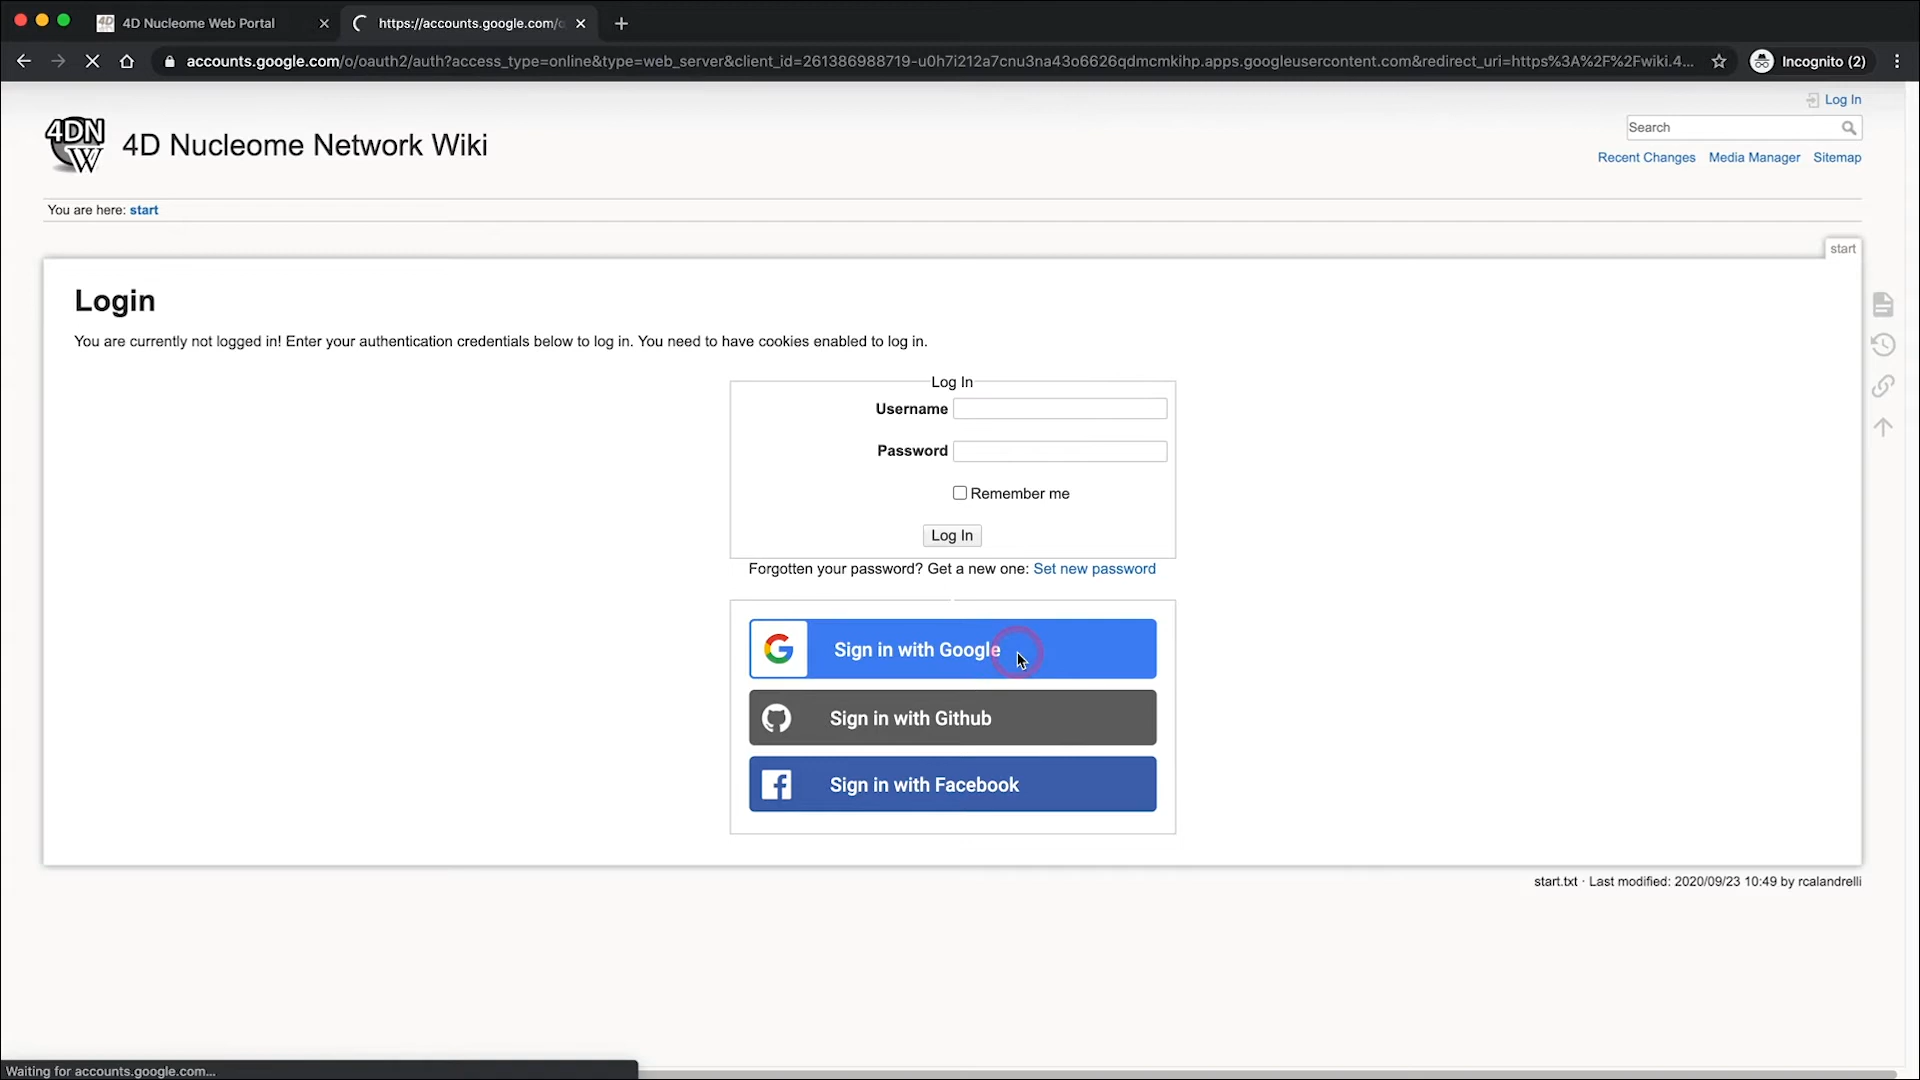 4D Nucleome Web Portal
https://accounts.google.com/o
accounts.google.com/o/oauth2/auth?access_type=online&type=web_server&client_id=261386988719-u0h7i212a7cnu3na43o6626qdmcmkihp.apps.googleusercontent.com&redirect_uri=https%3A%2F%2Fwiki.4...
Incognito (2)
Log In
4DN
W
4D Nucleome Network Wiki
Search
Recent Changes Media Manager Sitemap
You are here: start
start
Login
You are currently not logged in! Enter your authentication credentials below to log in. You need to have cookies enabled to log in.
Log In
Username
Password
Remember me
Log In
Forgotten your password? Get a new one: Set new password
Sign in with Google
Sign in with Github
Sign in with Facebook
start.txt · Last modified: 2020/09/23 10:49 by rcalandrelli
Waiting for accounts.google.com...